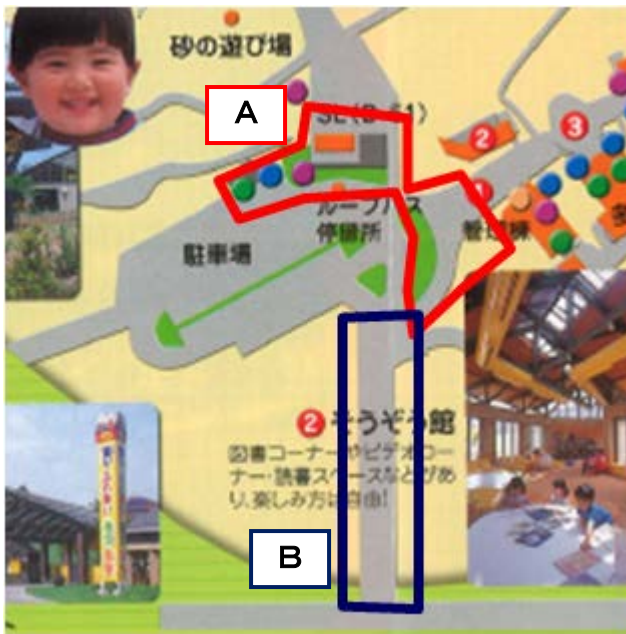 砂の遊び場
A
SL(D-51)
2
3
1
ループバス
停留所
管理棟
駐車場
2 そうぞう館
図書コーナーやビデオコー
ナー・読書スペースなどがあ
り、楽しみ方は自由!
B